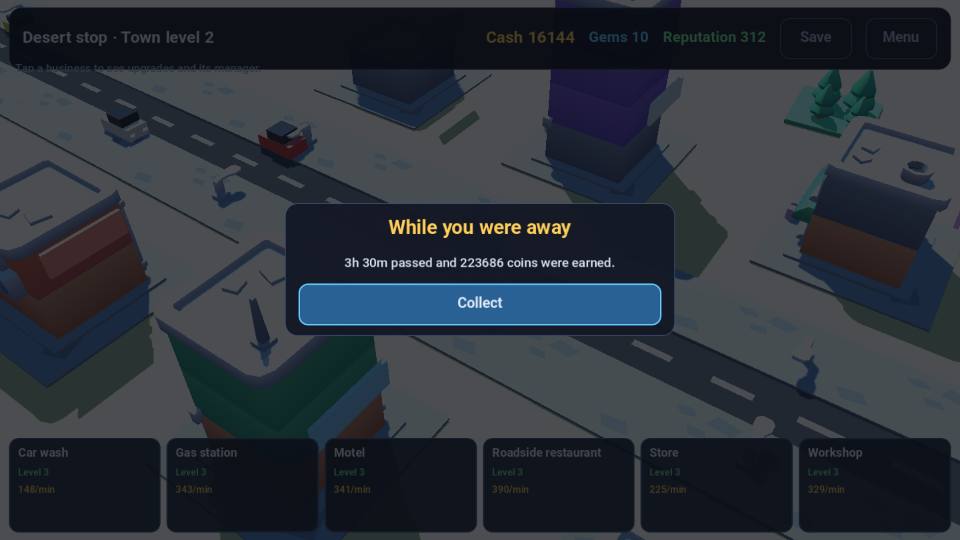 Desert stop · Town level 2
Cash 16144
Gems 10
Reputation 312
Save
Menu
Tap a business to see upgrades and its manager.
While you were away
3h 30m passed and 223686 coins were earned.
Collect
Car wash
Level 3
148/min
Gas station
Level 3
343/min
Motel
Level 3
341/min
Roadside restaurant
Level 3
390/min
Store
Level 3
225/min
Workshop
Level 3
329/min